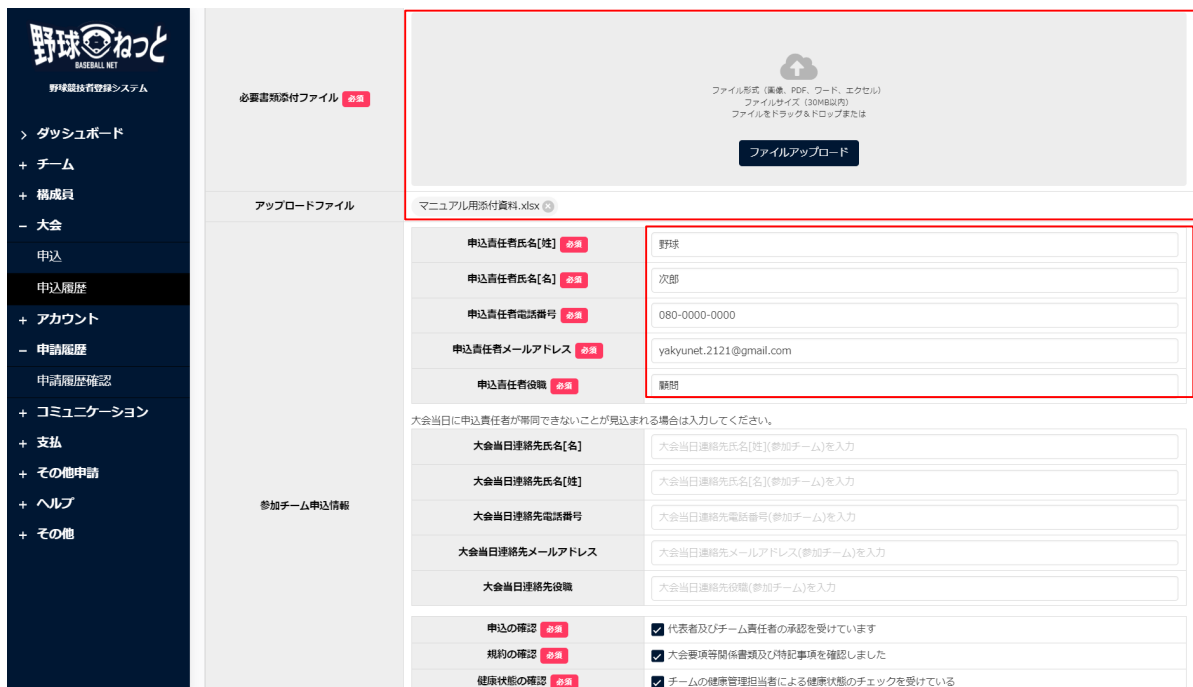 野球ねっと
BASEBALL NET
野球競技者登録システム
> ダッシュボード
+ チーム
+ 構成員
− 大会
申込
申込履歴
+ アカウント
− 申請履歴
申請履歴確認
+ コミュニケーション
+ 支払
+ その他申請
+ ヘルプ
+ その他
必要書類添付ファイル 必須
ファイル形式（画像、PDF、ワード、エクセル）
ファイルサイズ（30MB以内）
ファイルをドラッグ&ドロップまたは
ファイルアップロード
アップロードファイル マニュアル用添付資料.xlsx
参加チーム申込情報
申込責任者氏名[姓] 必須 野球
申込責任者氏名[名] 必須 次郎
申込責任者電話番号 必須 080-0000-0000
申込責任者メールアドレス 必須 yakyunet.2121@gmail.com
申込責任者役職 必須 顧問
大会当日に申込責任者が帯同できないことが見込まれる場合は入力してください。
大会当日連絡先氏名[名] 大会当日連絡先氏名[姓](参加チーム)を入力
大会当日連絡先氏名[姓] 大会当日連絡先氏名[名](参加チーム)を入力
大会当日連絡先電話番号 大会当日連絡先電話番号(参加チーム)を入力
大会当日連絡先メールアドレス 大会当日連絡先メールアドレス(参加チーム)を入力
大会当日連絡先役職 大会当日連絡先役職(参加チーム)を入力
申込の確認 必須 代表者及びチーム責任者の承認を受けています
規約の確認 必須 大会要項等関係書類及び特記事項を確認しました
健康状態の確認 必須 チームの健康管理担当者による健康状態のチェックを受けている